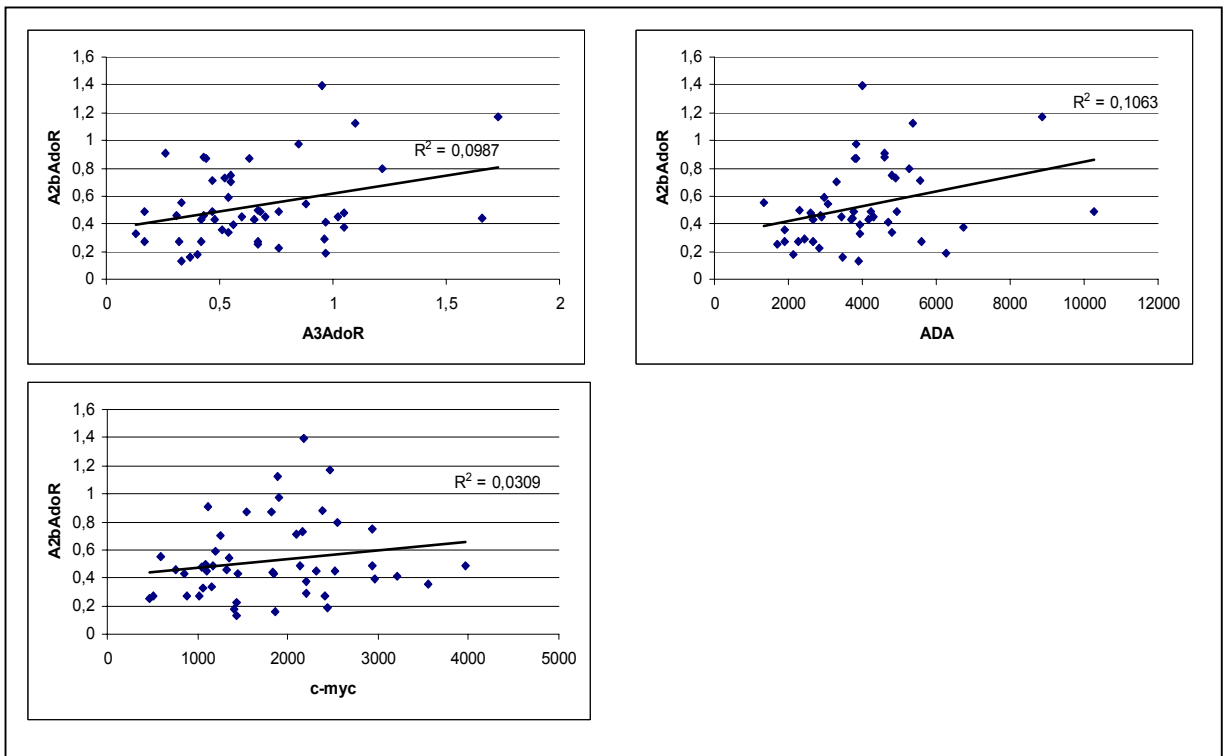 1,6
1,4
1,2
1
0,8
0,6
0,4
0,2
0
A2bAdoR
R² = 0,0987
0 0,5 1 1,5 2
A3AdoR
1,6
1,4
1,2
1
0,8
0,6
0,4
0,2
0
A2bAdoR
R² = 0,1063
0 2000 4000 6000 8000 10000 12000
ADA
1,6
1,4
1,2
1
0,8
0,6
0,4
0,2
0
A2bAdoR
R² = 0,0309
0 1000 2000 3000 4000 5000
c-myc